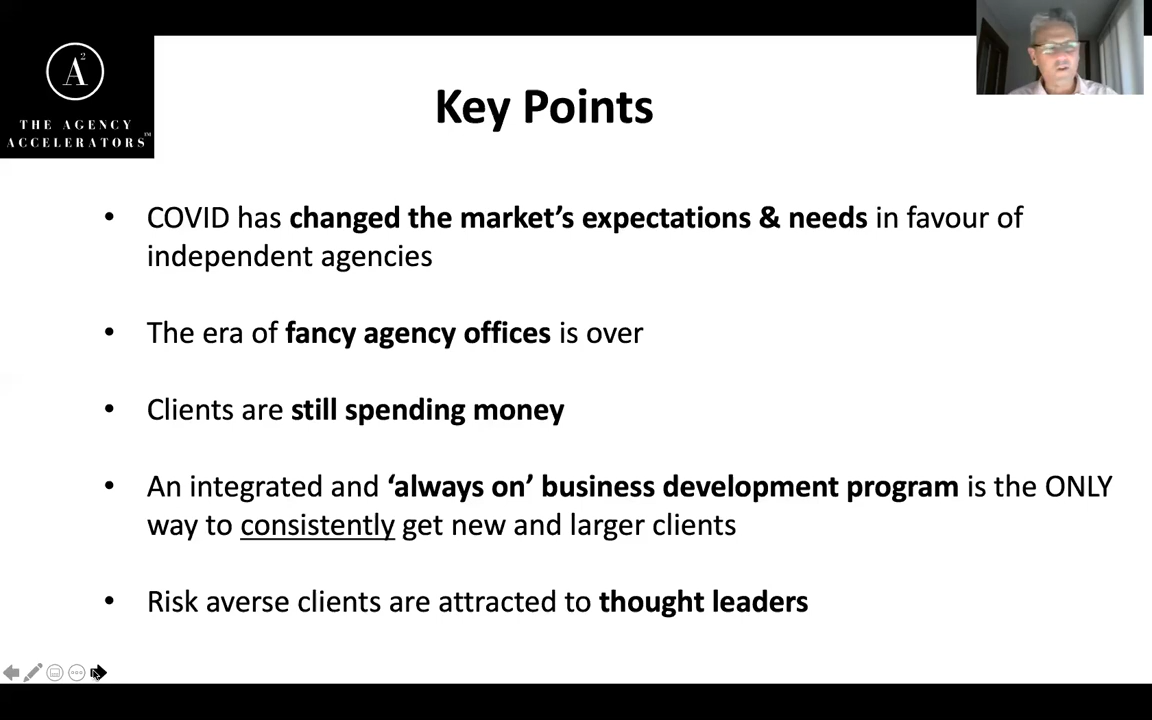 A²
THE AGENCY
ACCELERATORS™
Key Points
• COVID has changed the market’s expectations & needs in favour of
independent agencies
• The era of fancy agency offices is over
• Clients are still spending money
• An integrated and ‘always on’ business development program is the ONLY
way to consistently get new and larger clients
• Risk averse clients are attracted to thought leaders